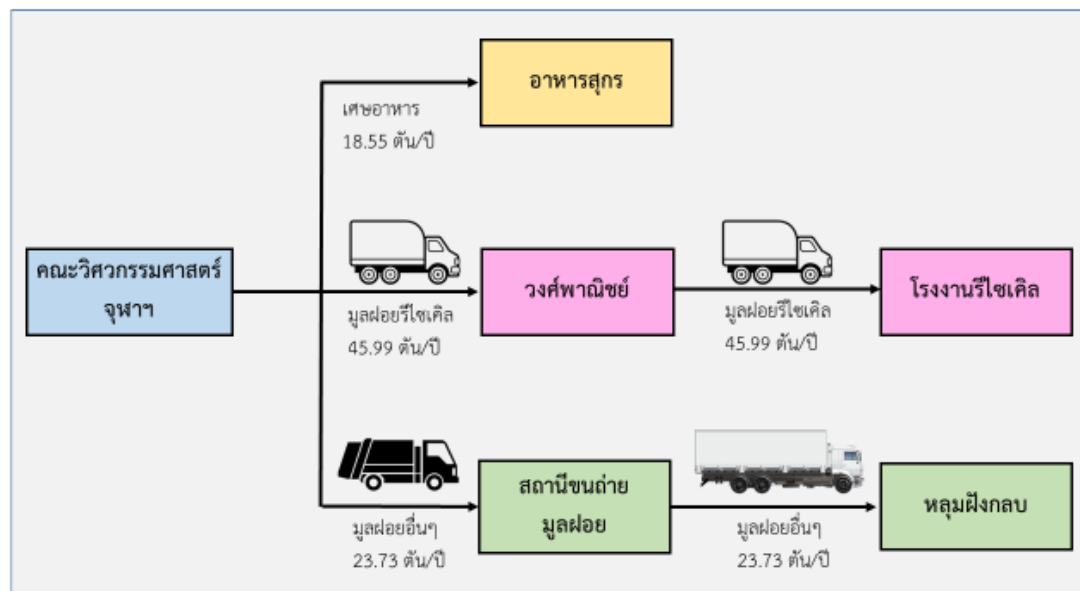 อาหารสุกร
เศษอาหาร
18.55 ตัน/ปี
คณะวิศวกรรมศาสตร์
จุฬาฯ
วงศ์พาณิชย์
โรงงานรีไซเคิล
มูลฝอยรีไซเคิล
45.99 ตัน/ปี
มูลฝอยรีไซเคิล
45.99 ตัน/ปี
สถานีขนถ่าย
มูลฝอย
หลุมฝังกลบ
มูลฝอยอื่นๆ
23.73 ตัน/ปี
มูลฝอยอื่นๆ
23.73 ตัน/ปี